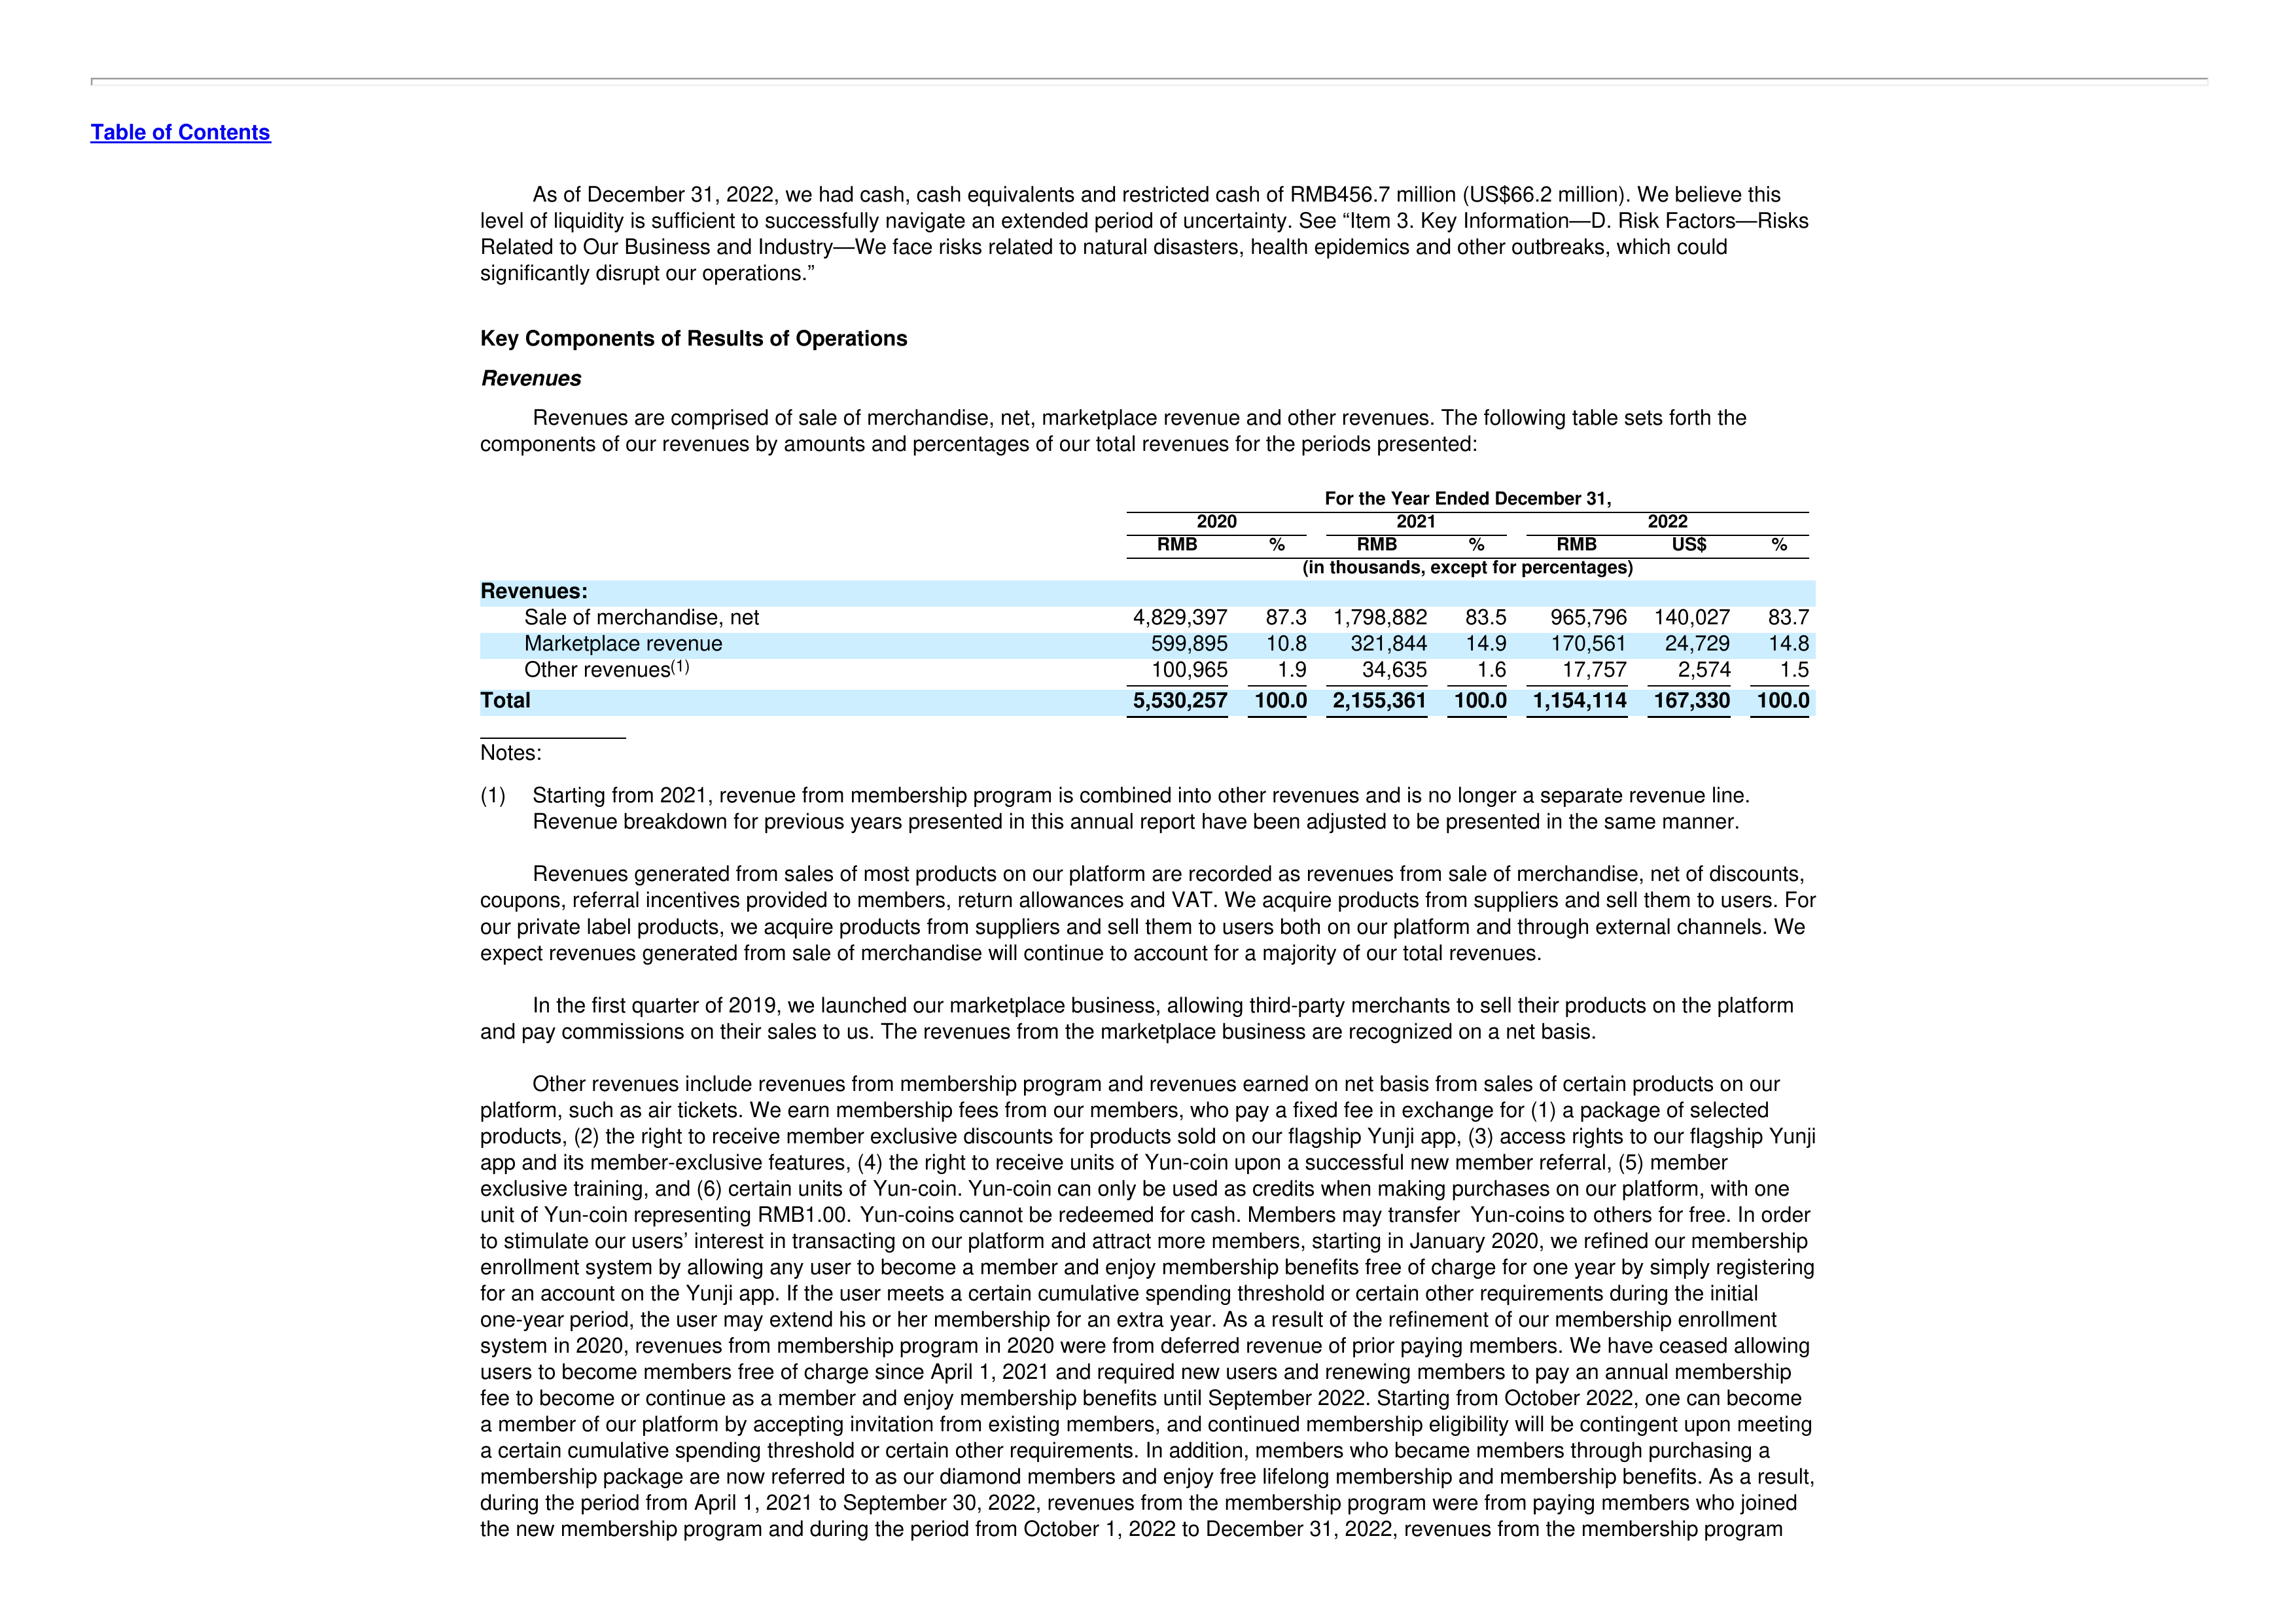 Table of Contents
As of December 31, 2022, we had cash, cash equivalents and restricted cash of RMB456.7 million (US$66.2 million). We believe this
level of liquidity is sufficient to successfully navigate an extended period of uncertainty. See “Item 3. Key Information—D. Risk Factors—Risks
Related to Our Business and Industry—We face risks related to natural disasters, health epidemics and other outbreaks, which could
significantly disrupt our operations.”
Key Components of Results of Operations
Revenues
Revenues are comprised of sale of merchandise, net, marketplace revenue and other revenues. The following table sets forth the
components of our revenues by amounts and percentages of our total revenues for the periods presented:
For the Year Ended December 31,
2020 2021 2022
RMB % RMB % RMB US$ %
(in thousands, except for percentages)
Revenues:
Sale of merchandise, net 4,829,397 87.3 1,798,882 83.5 965,796 140,027 83.7
Marketplace revenue 599,895 10.8 321,844 14.9 170,561 24,729 14.8
Other revenues(1) 100,965 1.9 34,635 1.6 17,757 2,574 1.5
Total 5,530,257 100.0 2,155,361 100.0 1,154,114 167,330 100.0
Notes:
(1) Starting from 2021, revenue from membership program is combined into other revenues and is no longer a separate revenue line.
Revenue breakdown for previous years presented in this annual report have been adjusted to be presented in the same manner.
Revenues generated from sales of most products on our platform are recorded as revenues from sale of merchandise, net of discounts,
coupons, referral incentives provided to members, return allowances and VAT. We acquire products from suppliers and sell them to users. For
our private label products, we acquire products from suppliers and sell them to users both on our platform and through external channels. We
expect revenues generated from sale of merchandise will continue to account for a majority of our total revenues.
In the first quarter of 2019, we launched our marketplace business, allowing third-party merchants to sell their products on the platform
and pay commissions on their sales to us. The revenues from the marketplace business are recognized on a net basis.
Other revenues include revenues from membership program and revenues earned on net basis from sales of certain products on our
platform, such as air tickets. We earn membership fees from our members, who pay a fixed fee in exchange for (1) a package of selected
products, (2) the right to receive member exclusive discounts for products sold on our flagship Yunji app, (3) access rights to our flagship Yunji
app and its member-exclusive features, (4) the right to receive units of Yun-coin upon a successful new member referral, (5) member
exclusive training, and (6) certain units of Yun-coin. Yun-coin can only be used as credits when making purchases on our platform, with one
unit of Yun-coin representing RMB1.00. Yun-coins cannot be redeemed for cash. Members may transfer Yun-coins to others for free. In order
to stimulate our users’ interest in transacting on our platform and attract more members, starting in January 2020, we refined our membership
enrollment system by allowing any user to become a member and enjoy membership benefits free of charge for one year by simply registering
for an account on the Yunji app. If the user meets a certain cumulative spending threshold or certain other requirements during the initial
one-year period, the user may extend his or her membership for an extra year. As a result of the refinement of our membership enrollment
system in 2020, revenues from membership program in 2020 were from deferred revenue of prior paying members. We have ceased allowing
users to become members free of charge since April 1, 2021 and required new users and renewing members to pay an annual membership
fee to become or continue as a member and enjoy membership benefits until September 2022. Starting from October 2022, one can become
a member of our platform by accepting invitation from existing members, and continued membership eligibility will be contingent upon meeting
a certain cumulative spending threshold or certain other requirements. In addition, members who became members through purchasing a
membership package are now referred to as our diamond members and enjoy free lifelong membership and membership benefits. As a result,
during the period from April 1, 2021 to September 30, 2022, revenues from the membership program were from paying members who joined
the new membership program and during the period from October 1, 2022 to December 31, 2022, revenues from the membership program